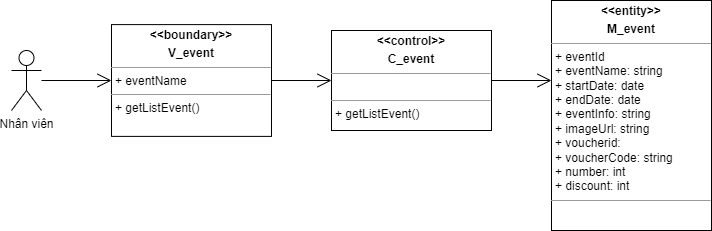 Nhân viên
<<boundary>>
V_event
+ eventName
+ getListEvent()
<<control>>
C_event
+ getListEvent()
<<entity>>
M_event
+ eventId
+ eventName: string
+ startDate: date
+ endDate: date
+ eventInfo: string
+ imageUrl: string
+ voucherid:
+ voucherCode: string
+ number: int
+ discount: int